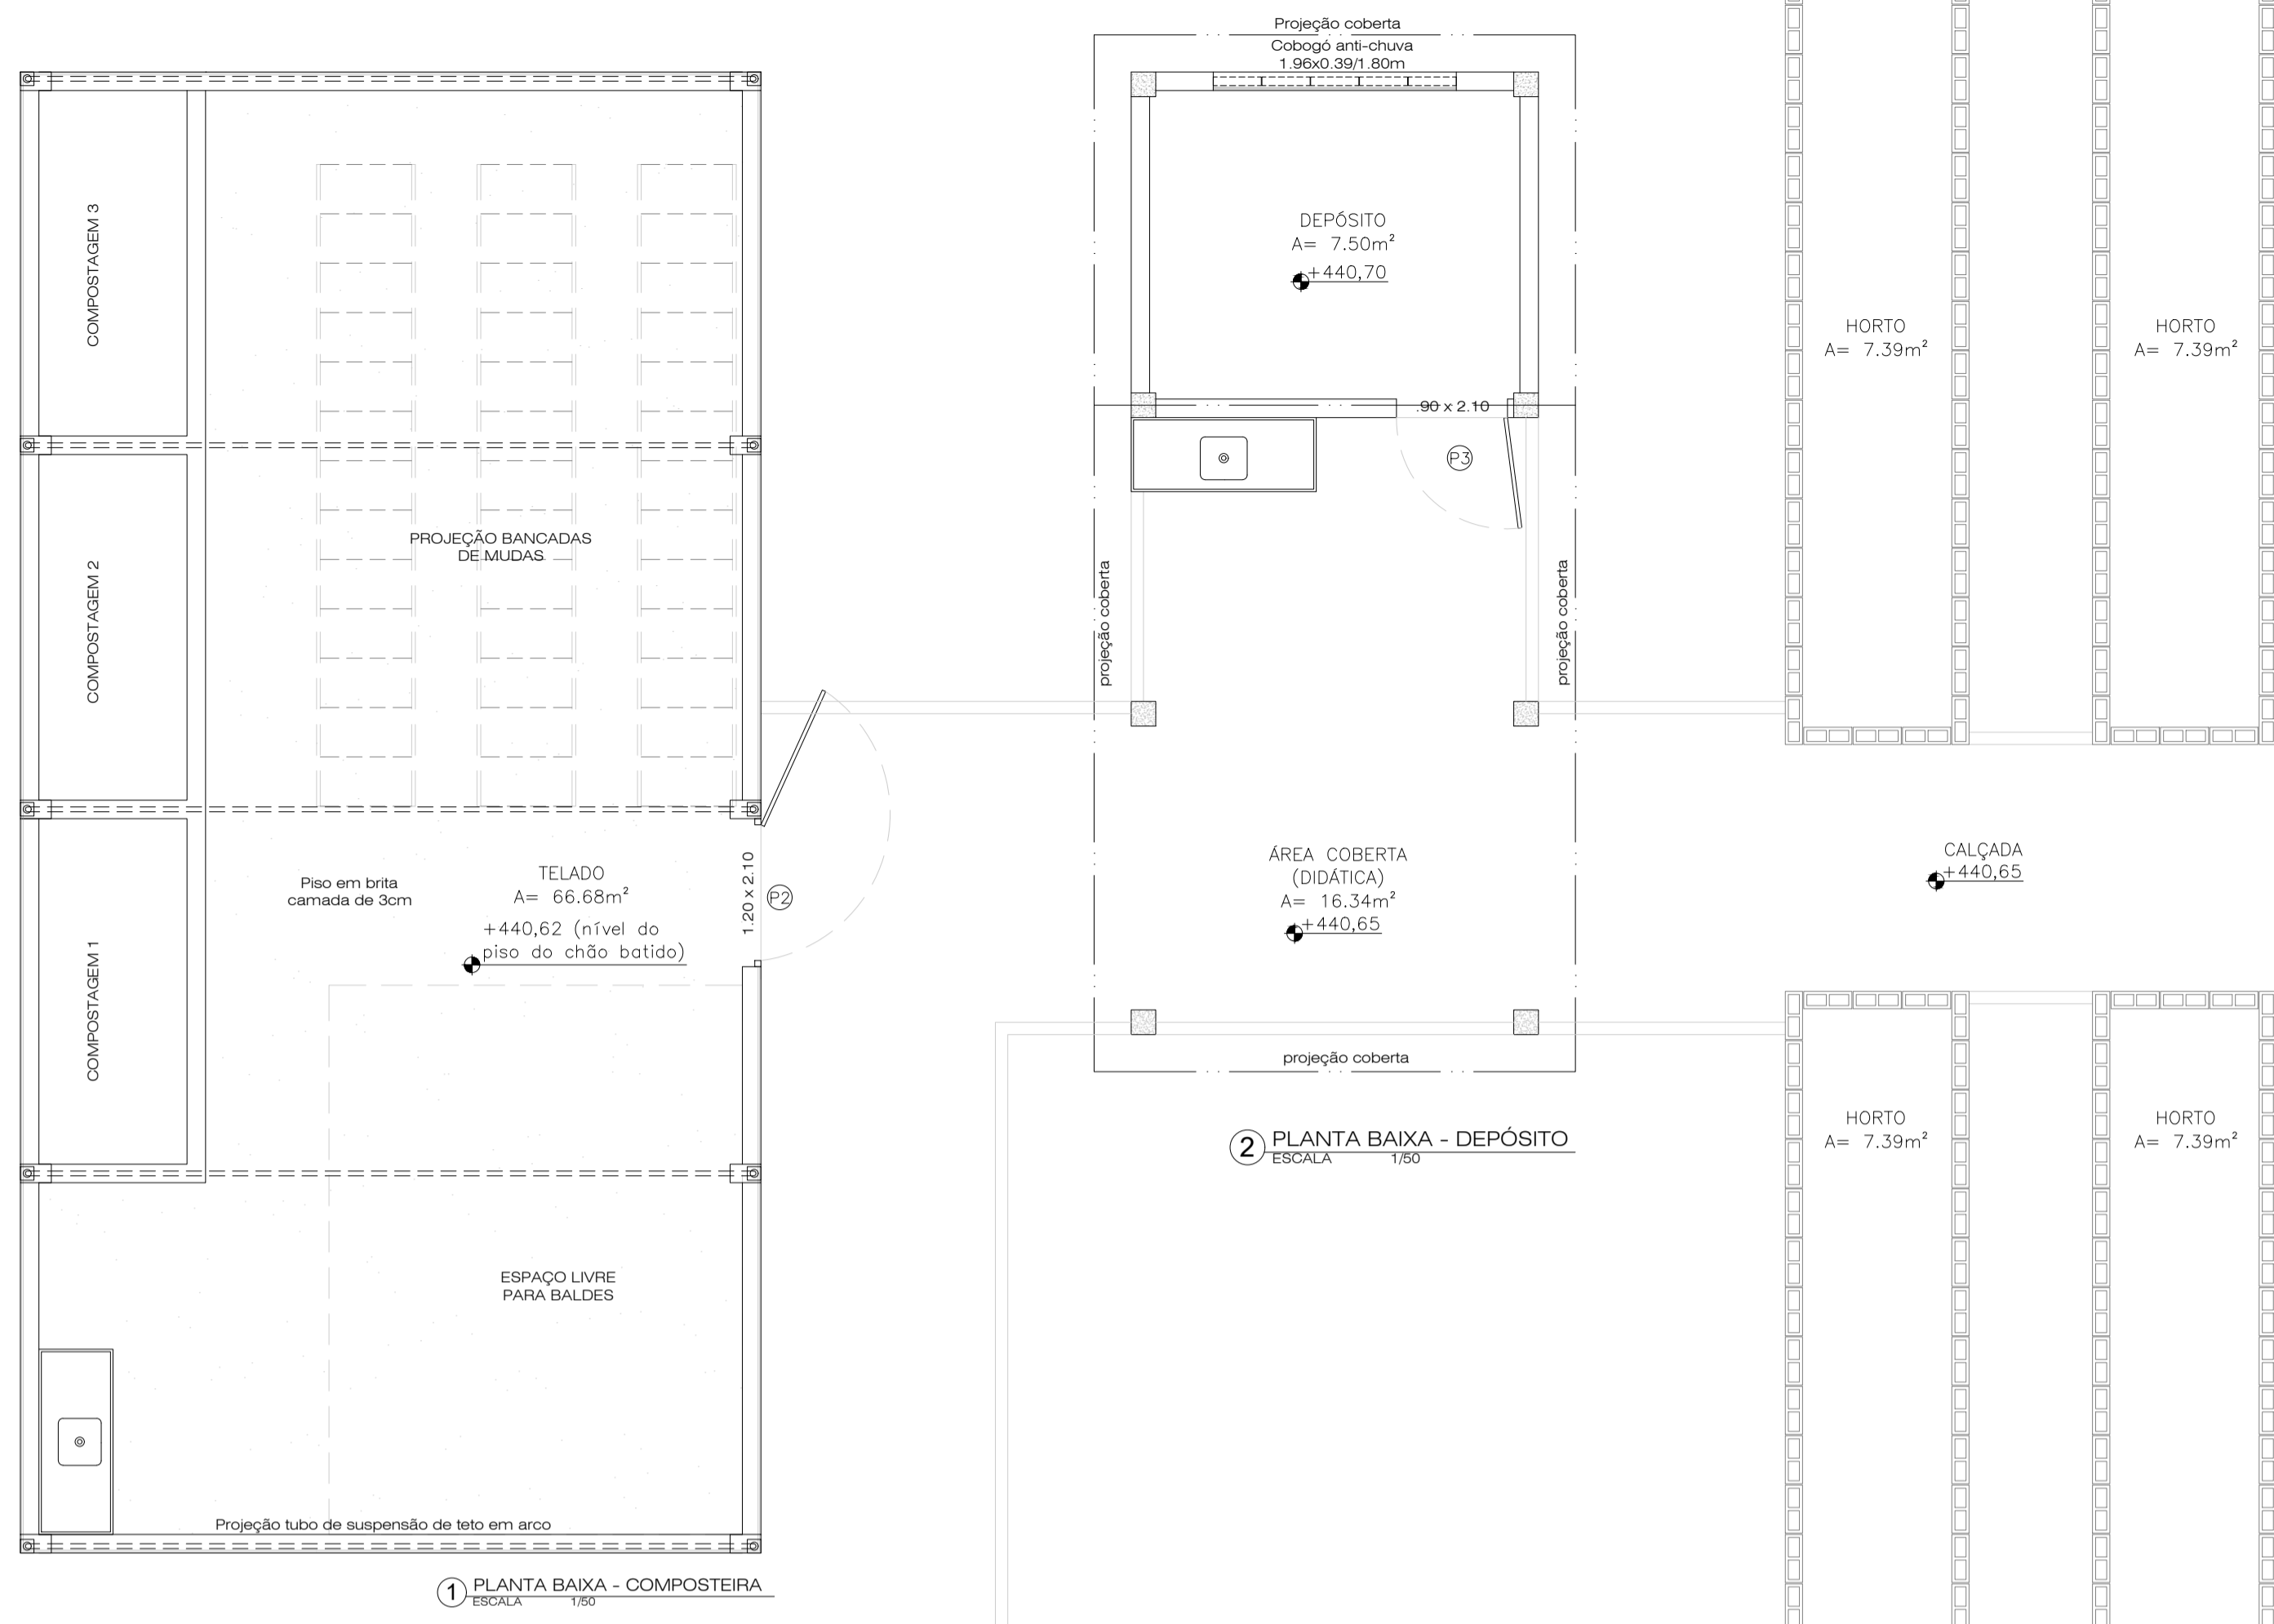 COMPOSTAGEM 3
COMPOSTAGEM 2
COMPOSTAGEM 1
PROJEÇÃO BANCADAS
DE MUDAS
Piso em brita
camada de 3cm
TELADO
A= 66.68m²
+440,62 (nível do
piso do chão batido)
1.20 x 2.10
P2
ESPAÇO LIVRE
PARA BALDES
Projeção tubo de suspensão de teto em arco
1 PLANTA BAIXA - COMPOSTEIRA
ESCALA 1/50
Projeção coberta
Cobogó anti-chuva
1.96x0.39/1.80m
DEPÓSITO
A= 7.50m²
+440,70
.90 x 2.10
P3
projeção coberta
projeção coberta
ÁREA COBERTA
(DIDÁTICA)
A= 16.34m²
+440,65
projeção coberta
2 PLANTA BAIXA - DEPÓSITO
ESCALA 1/50
HORTO
A= 7.39m²
HORTO
A= 7.39m²
CALÇADA
+440,65
HORTO
A= 7.39m²
HORTO
A= 7.39m²